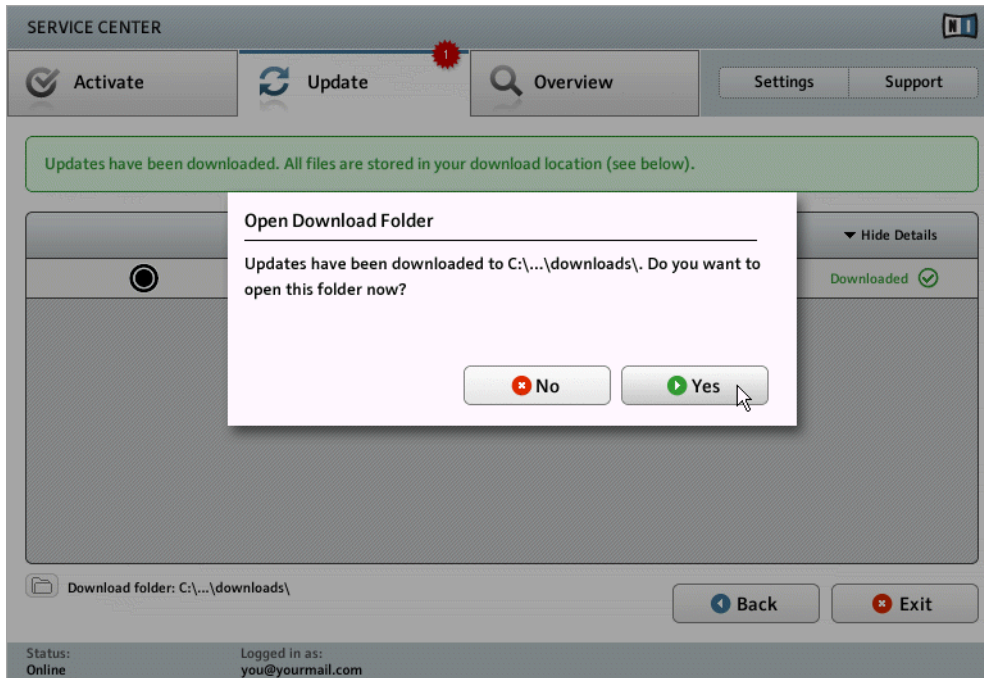 SERVICE CENTER
NI
Activate
Update
1
Overview
Settings
Support
Updates have been downloaded. All files are stored in your download location (see below).
Open Download Folder
Updates have been downloaded to C:\...\downloads\. Do you want to
open this folder now?
No
Yes
Hide Details
Downloaded
Download folder: C:\...\downloads\
Back
Exit
Status:
Online
Logged in as:
you@yourmail.com